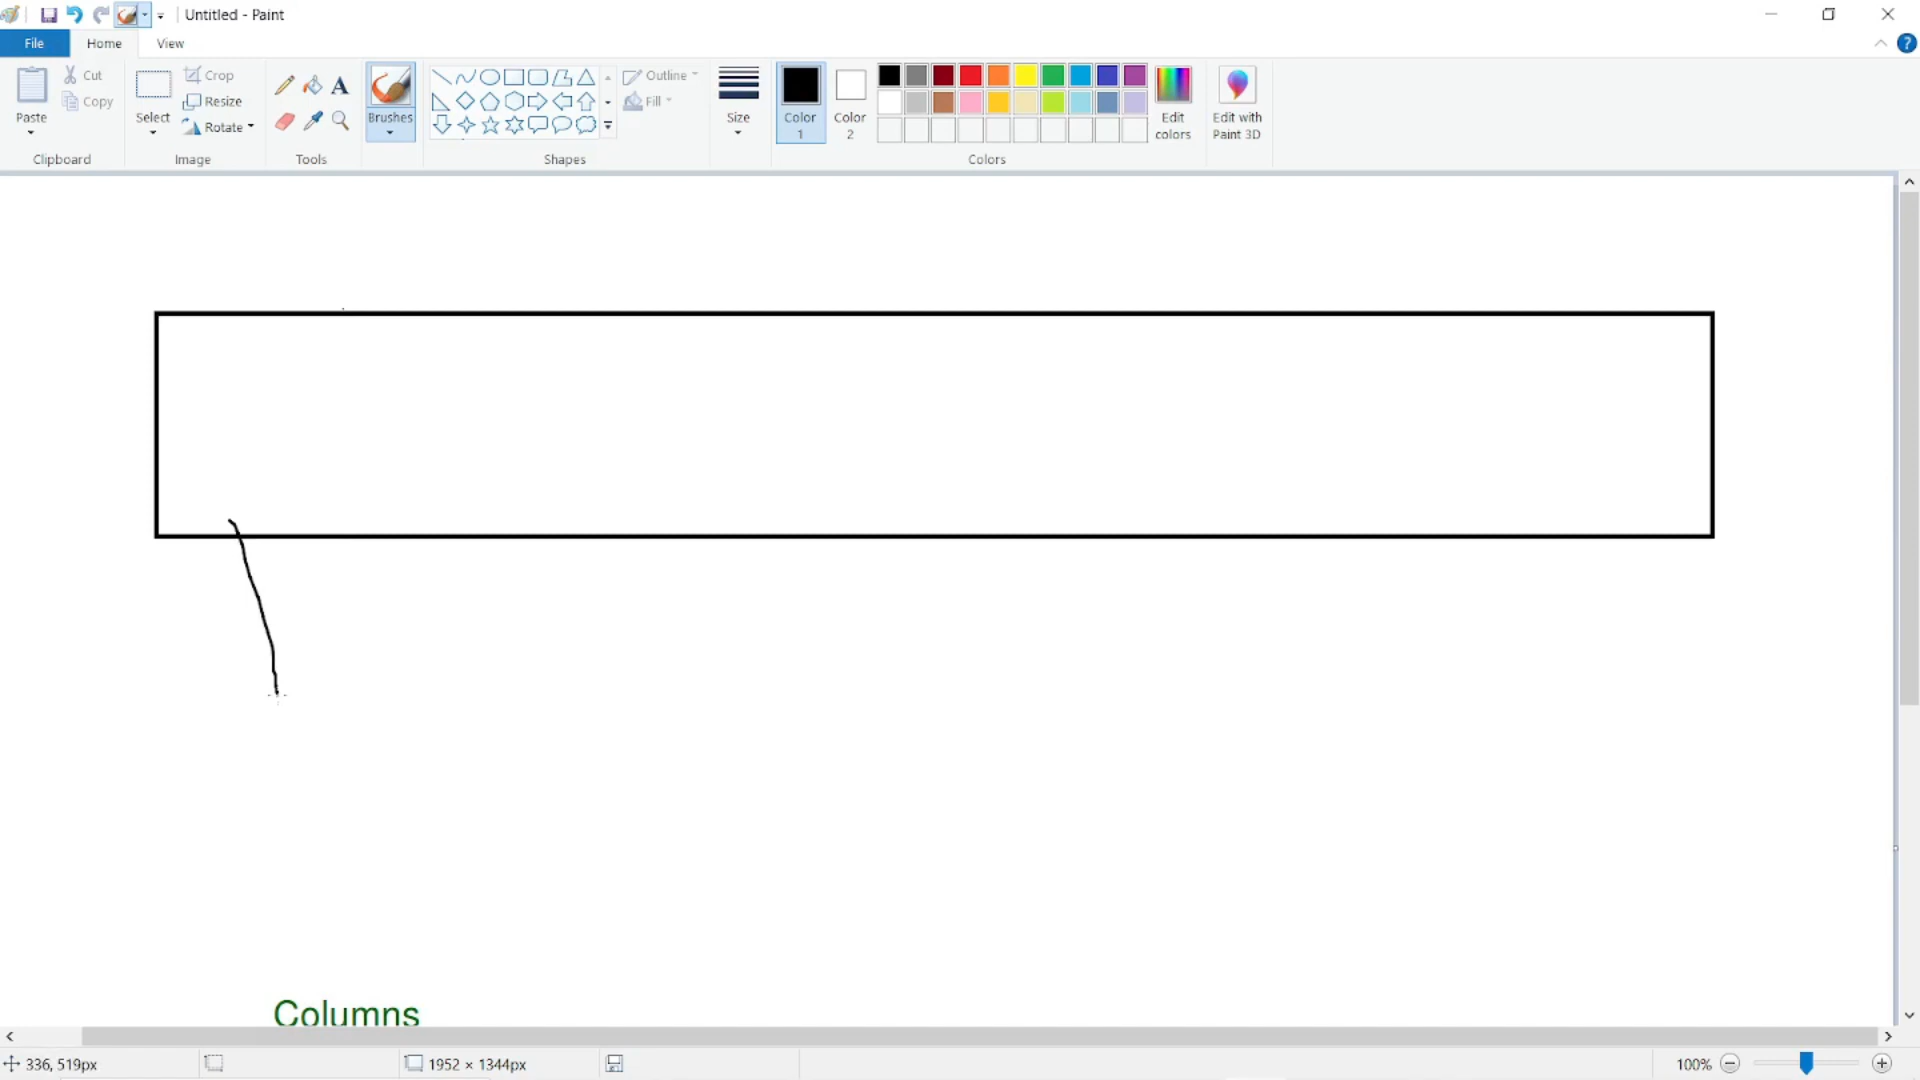 Untitled - Paint
File
Home
View
Paste
Cut
Copy
Clipboard
Select
Crop
Resize
Rotate
Image
A
Tools
Brushes
Outline
Fill
Shapes
Size
Color 1
Color 2
Edit colors
Colors
Edit with Paint 3D
?
Columns
336, 519px
1952 × 1344px
100%